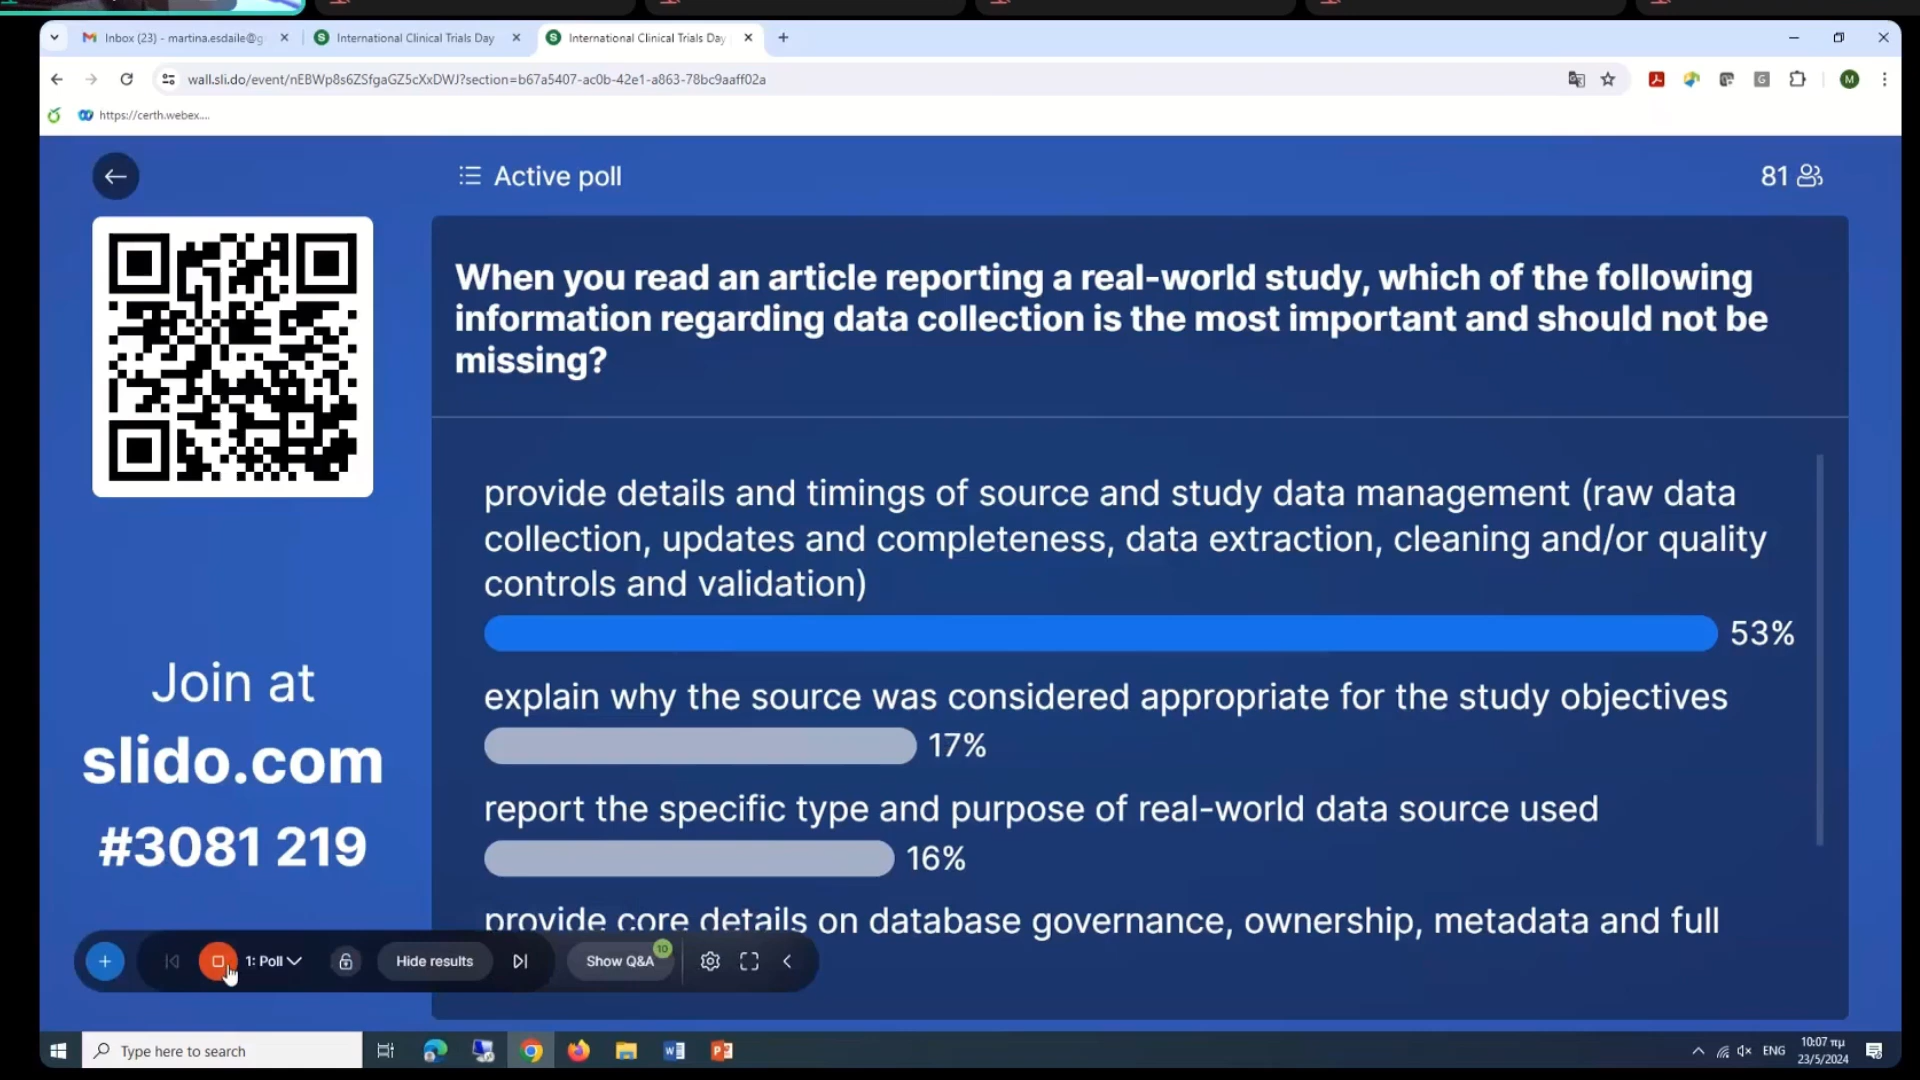 Inbox (23) - martina.esdaile@g
International Clinical Trials Day
International Clinical Trials Day
wall.sli.do/event/nEBWp8s6ZSfgaGZ5cXxDWJ?section=b67a5407-ac0b-42e1-a863-78bc9aaff02a
M
https://certh.webex....
Active poll
81
When you read an article reporting a real-world study, which of the following
information regarding data collection is the most important and should not be
missing?
provide details and timings of source and study data management (raw data
collection, updates and completeness, data extraction, cleaning and/or quality
controls and validation)
53%
explain why the source was considered appropriate for the study objectives
17%
report the specific type and purpose of real-world data source used
16%
provide core details on database governance, ownership, metadata and full
Join at
slido.com
#3081 219
1: Poll
Hide results
Show Q&A
10
Type here to search
ENG
10:07 πμ
23/5/2024